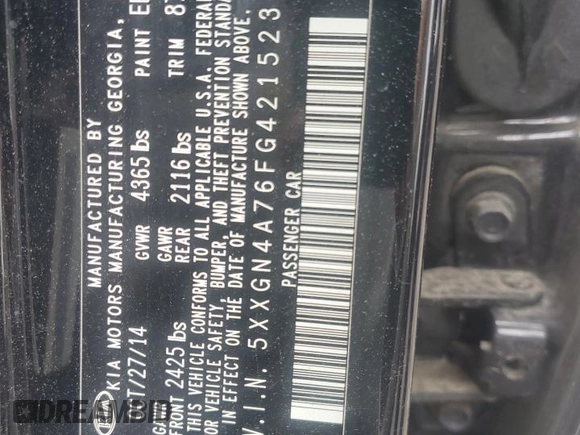 KIA
MANUFACTURED BY
KIA MOTORS MANUFACTURING GEORGIA,
/27/14 GVWR 4365 lbs PAINT
FRONT 2425 lbs GAWR REAR 2116 lbs TRIM
THIS VEHICLE CONFORMS TO ALL APPLICABLE U.S.A. FEDERAL
OR VEHICLE SAFETY, BUMPER, AND THEFT PREVENTION STANDA
IN EFFECT ON THE DATE OF MANUFACTURE SHOWN ABOVE.
V.I.N. 5XXGN4A76FG421523
PASSENGER CAR
DREAMBID